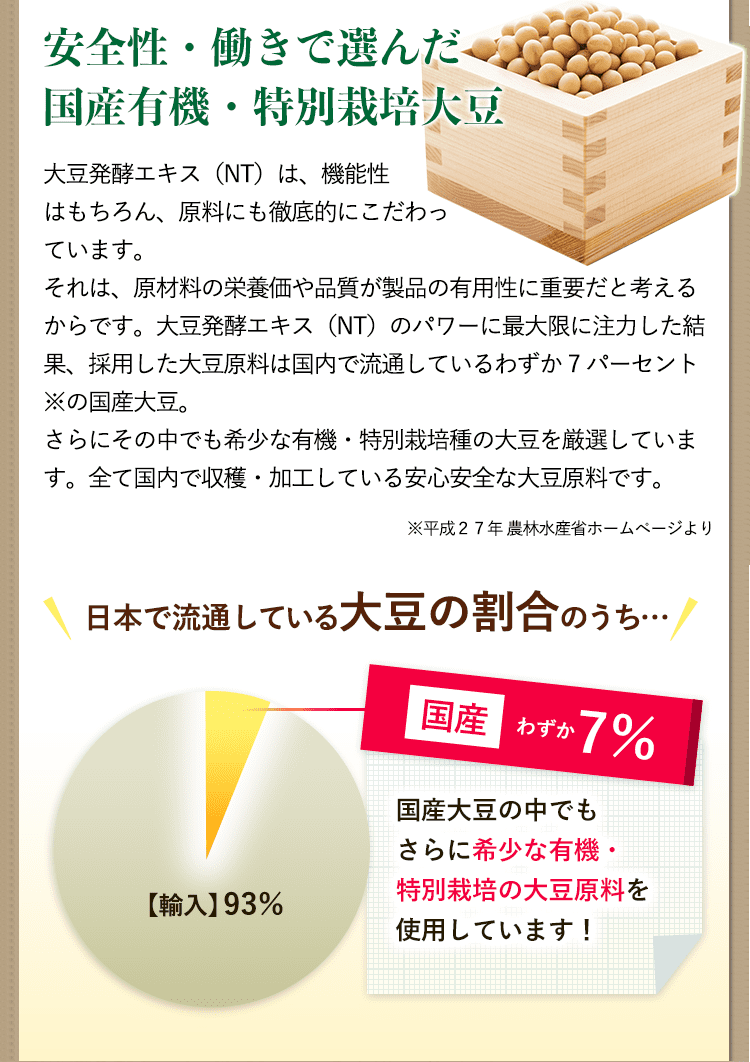 安全性・働きで選んだ
国産有機・特別栽培大豆
大豆発酵エキス（NT）は、機能性
はもちろん、原料にも徹底的にこだわっ
ています。
それは、原材料の栄養価や品質が製品の有用性に重要だと考える
からです。大豆発酵エキス（NT）のパワーに最大限に注力した結
果、採用した大豆原料は国内で流通しているわずか７パーセント
※の国産大豆。
さらにその中でも希少な有機・特別栽培種の大豆を厳選していま
す。全て国内で収穫・加工している安心安全な大豆原料です。
※平成２７年 農林水産省ホームページより
日本で流通している大豆の割合のうち…
国産 わずか7%
国産大豆の中でも
さらに希少な有機・
特別栽培の大豆原料を
使用しています！
【輸入】93%